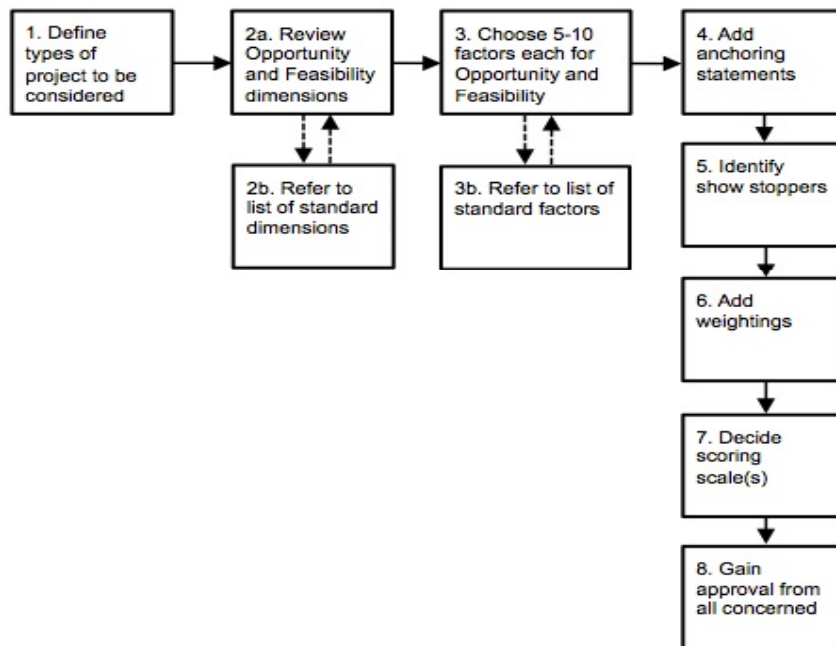 1. Define
types of
project to be
considered
2a. Review
Opportunity
and Feasibility
dimensions
3. Choose 5-10
factors each for
Opportunity and
Feasibility
4. Add
anchoring
statements
2b. Refer to
list of standard
dimensions
3b. Refer to list of
standard factors
5. Identify
show stoppers
6. Add
weightings
7. Decide
scoring
scale(s)
8. Gain
approval from
all concerned